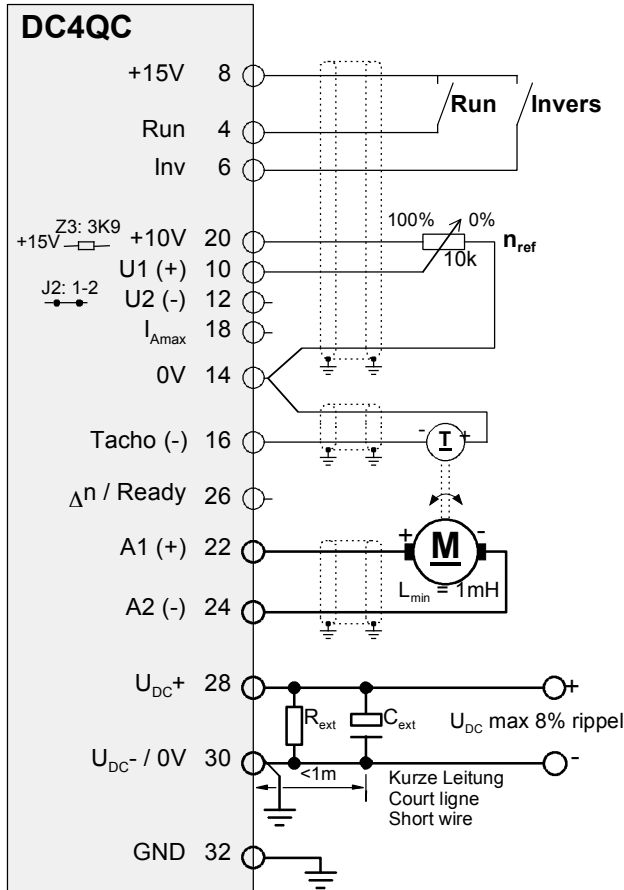 DC4QC
+15V 8
Run 4
Run Invers
Inv 6
Z3: 3K9
+15V
+10V 20
100% 0%
n_ref
10k
U1 (+) 10
J2: 1-2
U2 (-) 12
I_Amax 18
0V 14
Tacho (-) 16
- T +
Δn / Ready 26
A1 (+) 22
+ M -
L_min = 1mH
A2 (-) 24
U_DC+ 28
+
R_ext C_ext
U_DC max 8% rippel
U_DC- / 0V 30
-
<1m
Kurze Leitung
Court ligne
Short wire
GND 32